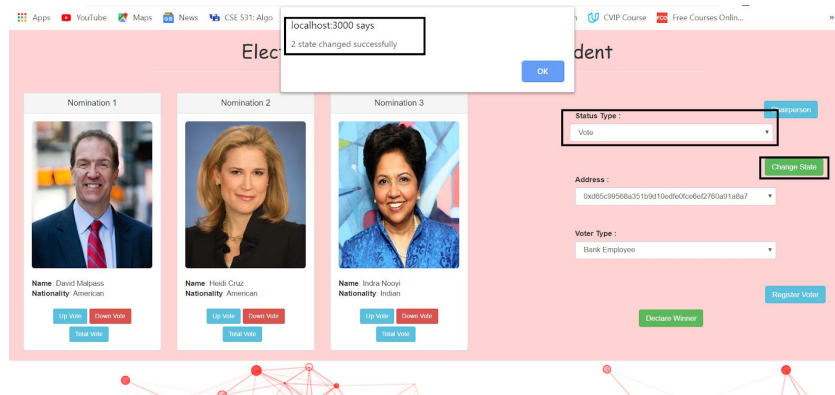 Apps YouTube Maps News CSE 531: Algo CVIP Course Free Courses Onlin... »
localhost:3000 says
2 state changed successfully
OK
Elec dent
Nomination 1
Name: David Malpass
Nationality: American
Up Vote Down Vote
Total Vote
Nomination 2
Name: Heidi Cruz
Nationality: American
Up Vote Down Vote
Total Vote
Nomination 3
Name: Indra Nooyi
Nationality: Indian
Up Vote Down Vote
Total Vote
Chairperson
Status Type :
Vote
Change State
Address :
0xd65c99568a351b9d10edfe0fce6ef2760a91a8a7
Voter Type :
Bank Employee
Register Voter
Declare Winner